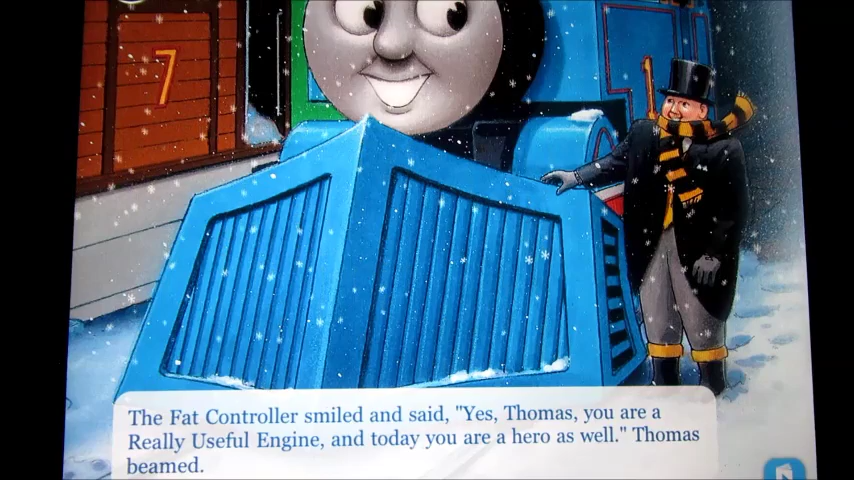 7
1
The Fat Controller smiled and said, "Yes, Thomas, you are a
Really Useful Engine, and today you are a hero as well." Thomas
beamed.